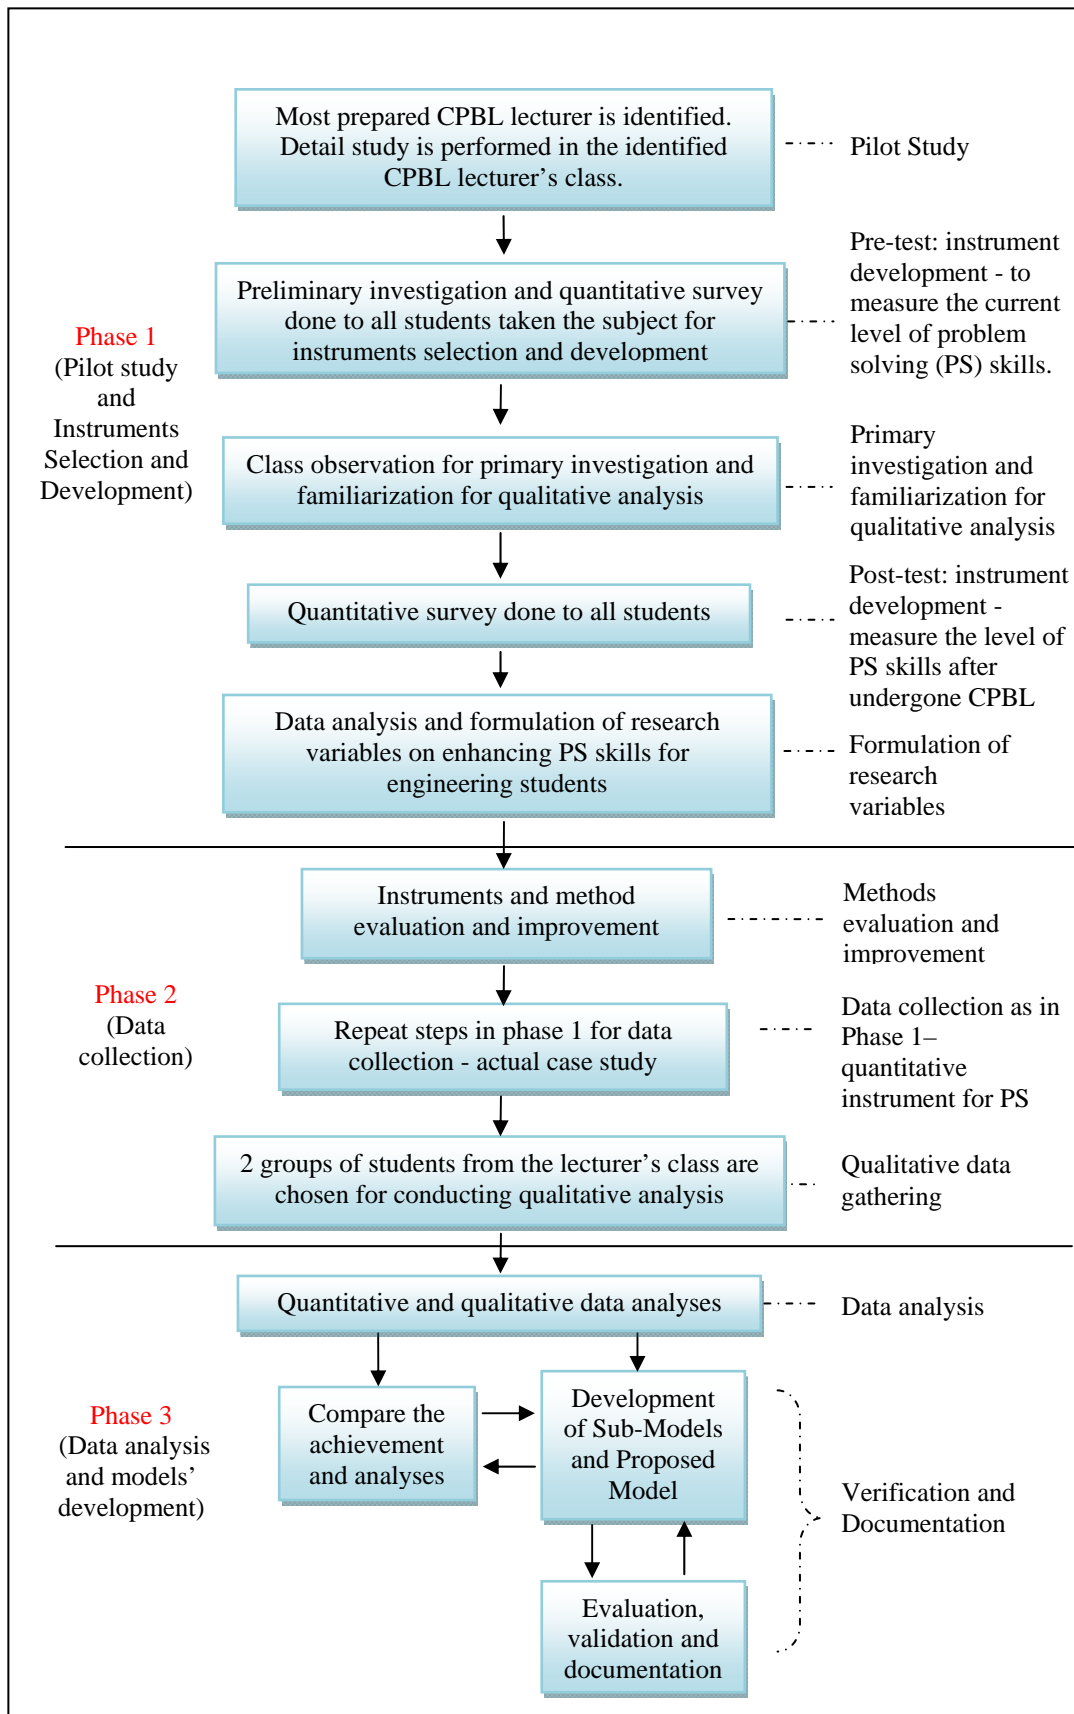 Most prepared CPBL lecturer is identified.
Detail study is performed in the identified
CPBL lecturer's class.
Pilot Study
Phase 1
(Pilot study
and
Instruments
Selection and
Development)
Preliminary investigation and quantitative survey
done to all students taken the subject for
instruments selection and development
Pre-test: instrument
development - to
measure the current
level of problem
solving (PS) skills.
Class observation for primary investigation and
familiarization for qualitative analysis
Primary
investigation and
familiarization for
qualitative analysis
Quantitative survey done to all students
Post-test: instrument
development -
measure the level of
PS skills after
undergone CPBL
Data analysis and formulation of research
variables on enhancing PS skills for
engineering students
Formulation of
research
variables
Phase 2
(Data
collection)
Instruments and method
evaluation and improvement
Methods
evaluation and
improvement
Repeat steps in phase 1 for data
collection - actual case study
Data collection as in
Phase 1–
quantitative
instrument for PS
2 groups of students from the lecturer's class are
chosen for conducting qualitative analysis
Qualitative data
gathering
Phase 3
(Data analysis
and models'
development)
Quantitative and qualitative data analyses
Data analysis
Compare the
achievement
and analyses
Development
of Sub-Models
and Proposed
Model
Evaluation,
validation and
documentation
Verification and
Documentation